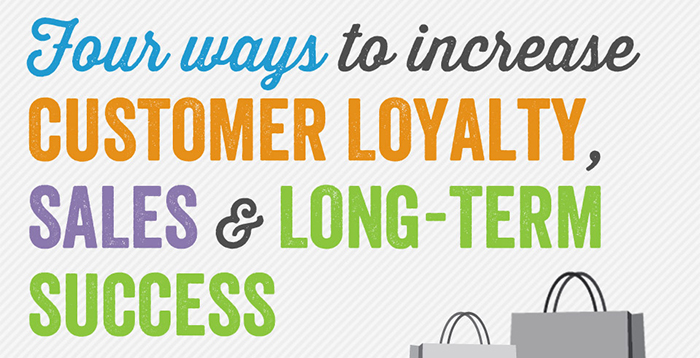 Four ways to increase
CUSTOMER LOYALTY,
SALES & LONG-TERM
SUCCESS